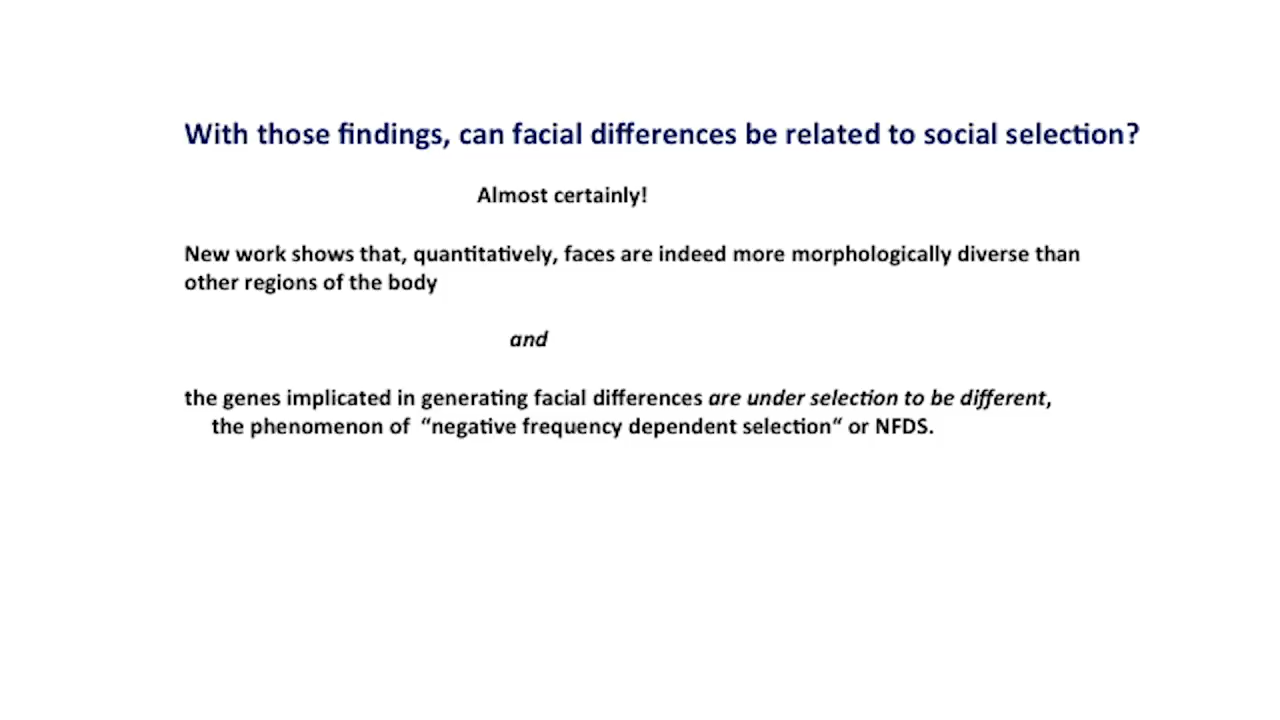 With those findings, can facial differences be related to social selection?
Almost certainly!
New work shows that, quantitatively, faces are indeed more morphologically diverse than
other regions of the body
and
the genes implicated in generating facial differences are under selection to be different,
the phenomenon of “negative frequency dependent selection“ or NFDS.